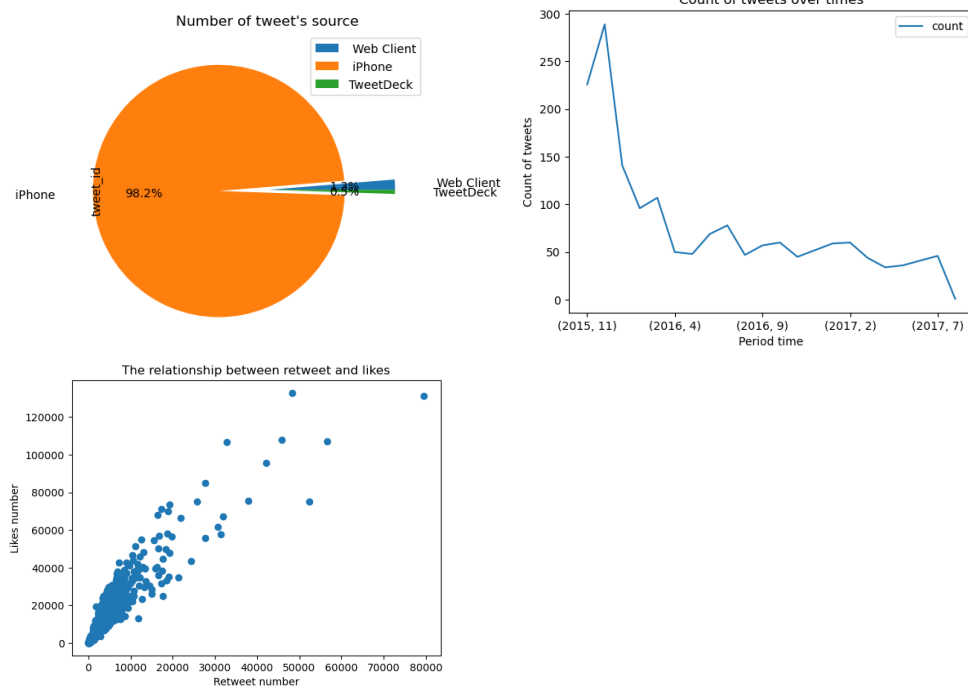 Number of tweet's source
Web Client
iPhone
TweetDeck
iPhone
tweet_id
98.2%
1.3%
0.5%
Web Client
TweetDeck
Count of tweets over times
count
Count of tweets
300
250
200
150
100
50
0
(2015, 11) (2016, 4) (2016, 9) (2017, 2) (2017, 7)
Period time
The relationship between retweet and likes
Likes number
120000
100000
80000
60000
40000
20000
0
0 10000 20000 30000 40000 50000 60000 70000 80000
Retweet number